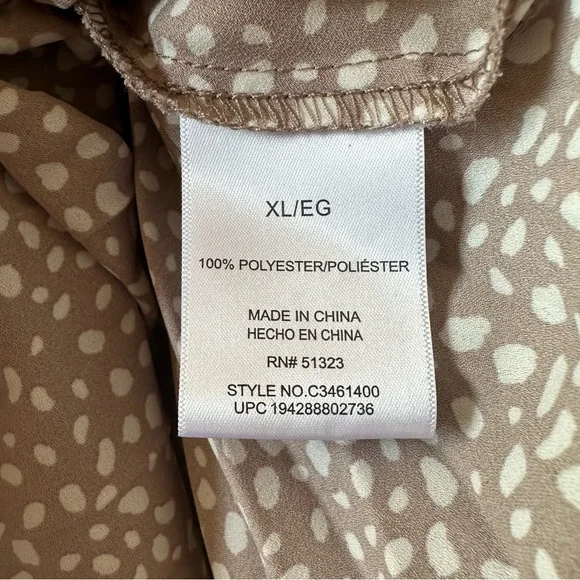 XL/EG
100% POLYESTER/POLIÉSTER
MADE IN CHINA
HECHO EN CHINA
RN# 51323
STYLE NO.C3461400
UPC 194288802736